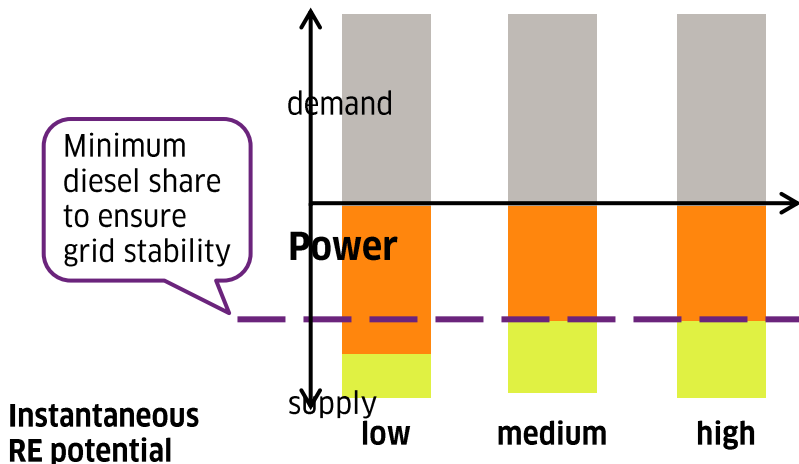 demand
Minimum
diesel share
to ensure
grid stability
Power
supply
Instantaneous
RE potential
low
medium
high